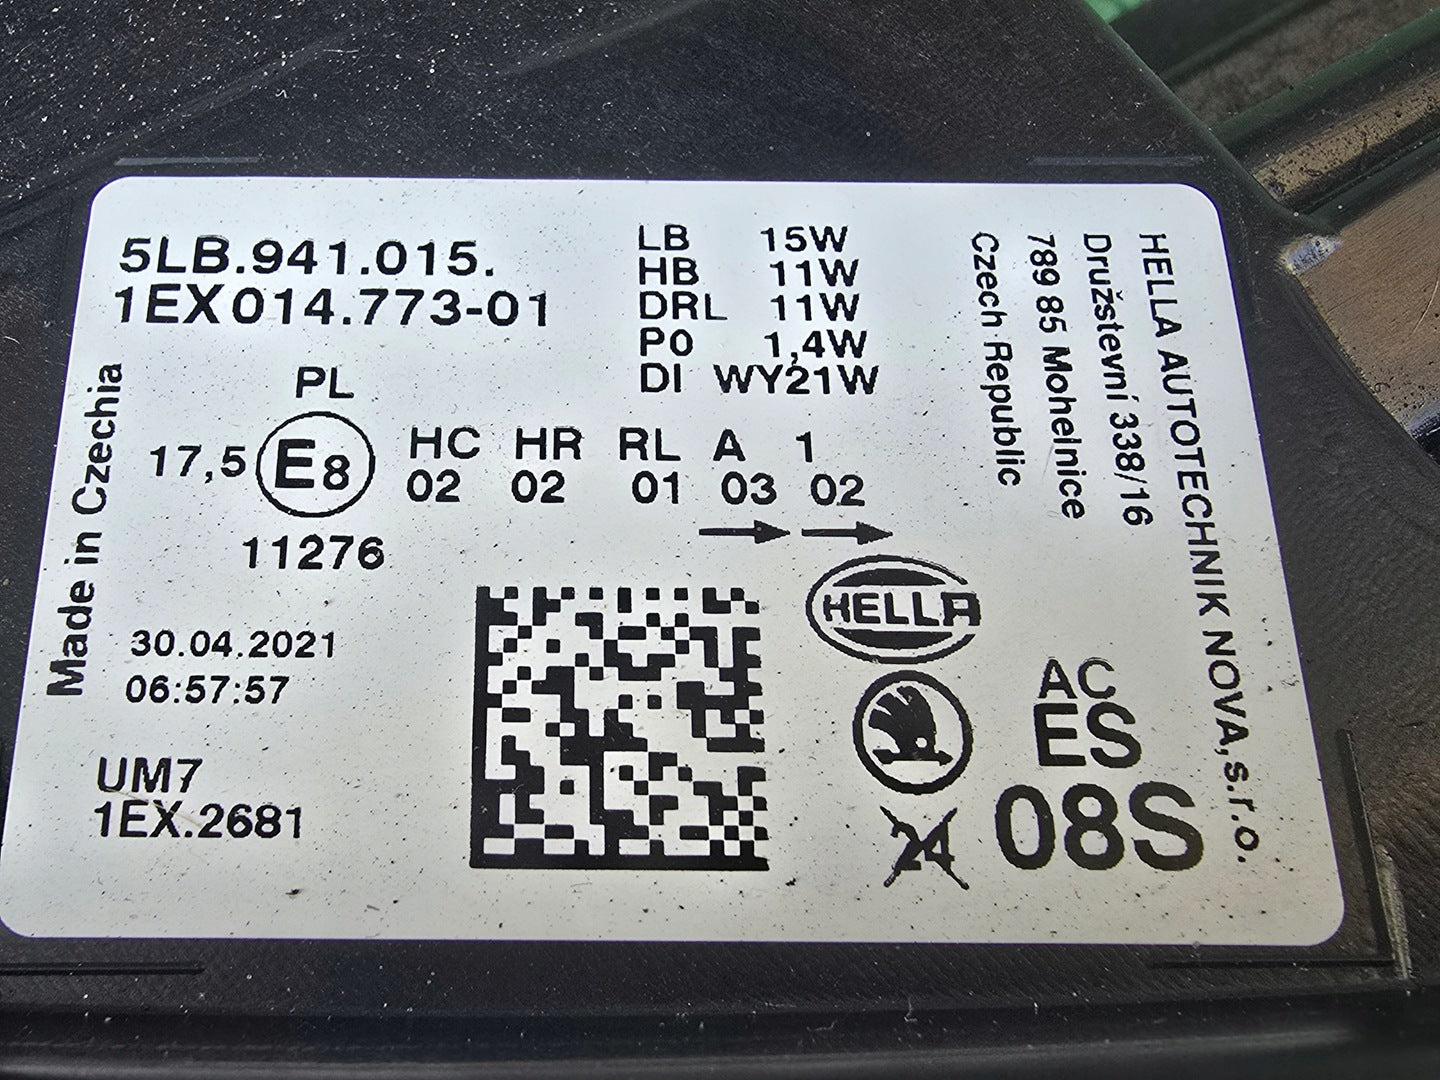 5LB.941.015.
1EX014.773-01
LB 15W
HB 11W
DRL 11W
P0 1,4W
DI WY21W
HELLA AUTOTECHNIK NOVA,s.r.o.
Družstevní 338/16
789 85 Mohelnice
Czech Republic
Made in Czechia
PL
17,5 E8 HC HR RL A 1
02 02 01 03 02
11276
30.04.2021
06:57:57
UM7
1EX.2681
HELLA
AC
ES
24 08S